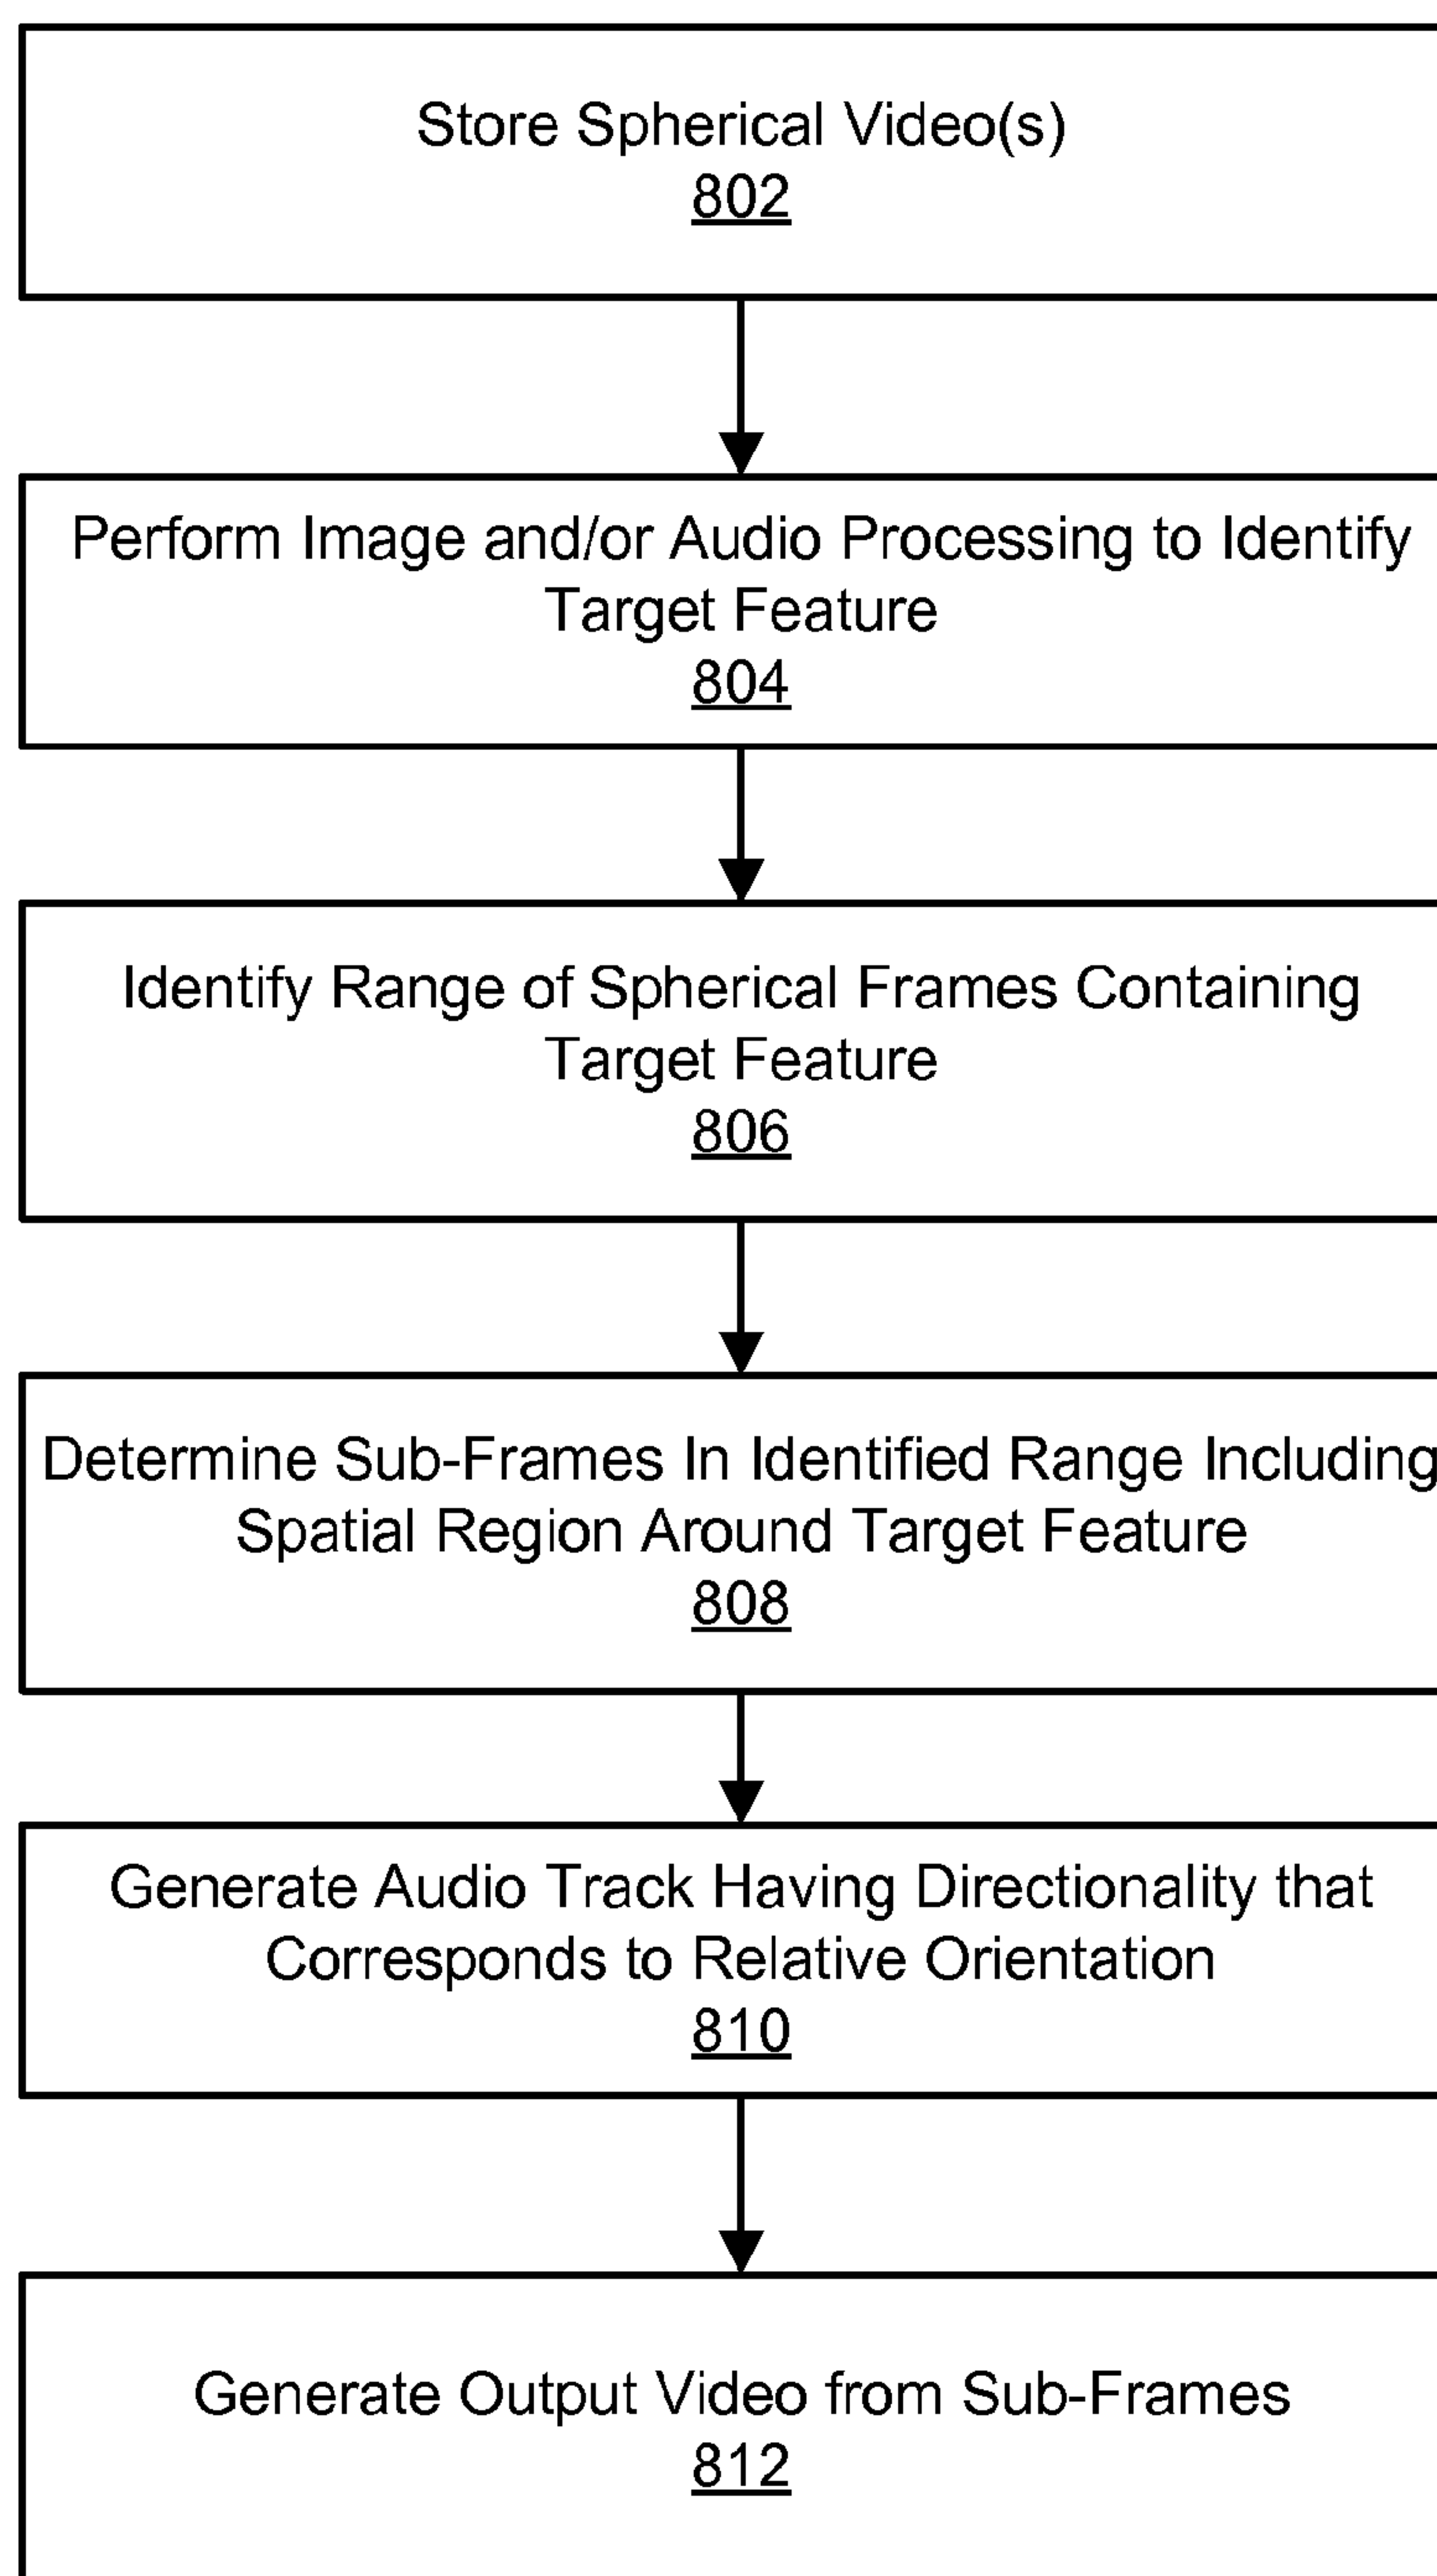 Store Spherical Video(s)
802
Perform Image and/or Audio Processing to Identify
Target Feature
804
Identify Range of Spherical Frames Containing
Target Feature
806
Determine Sub-Frames In Identified Range Including
Spatial Region Around Target Feature
808
Generate Audio Track Having Directionality that
Corresponds to Relative Orientation
810
Generate Output Video from Sub-Frames
812